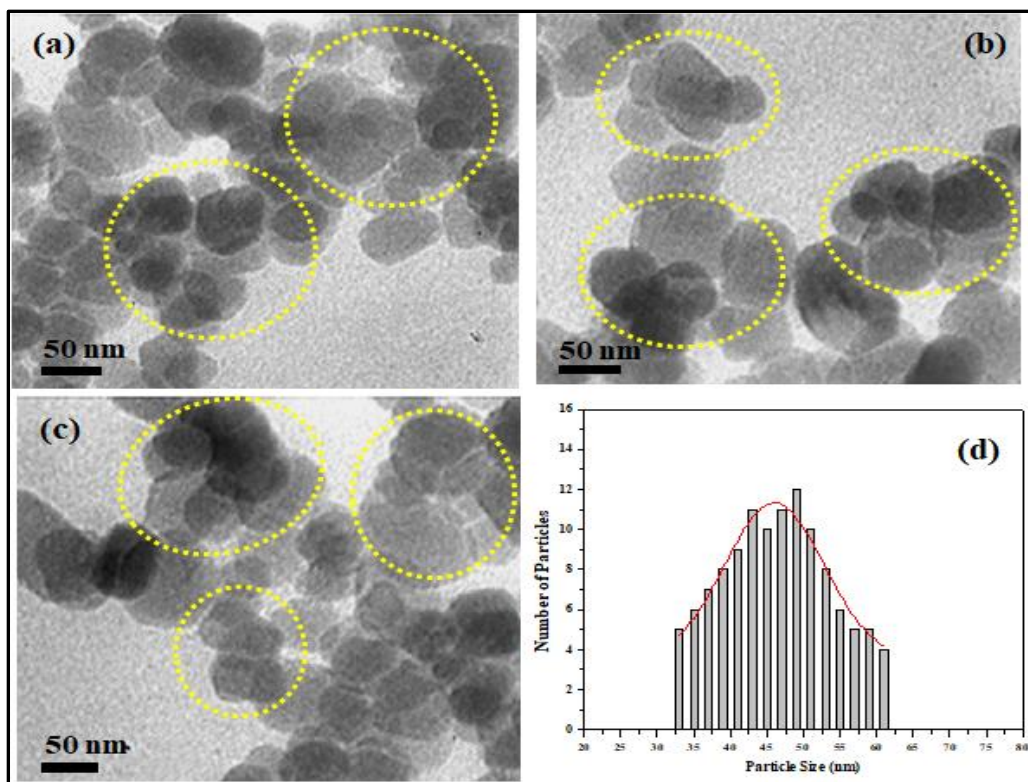 (a)
50 nm
(b)
50 nm
(c)
50 nm
(d)
16
14
12
10
8
6
4
2
0
Number of Particles
20 25 30 35 40 45 50 55 60 65 70 75 80
Particle Size (nm)